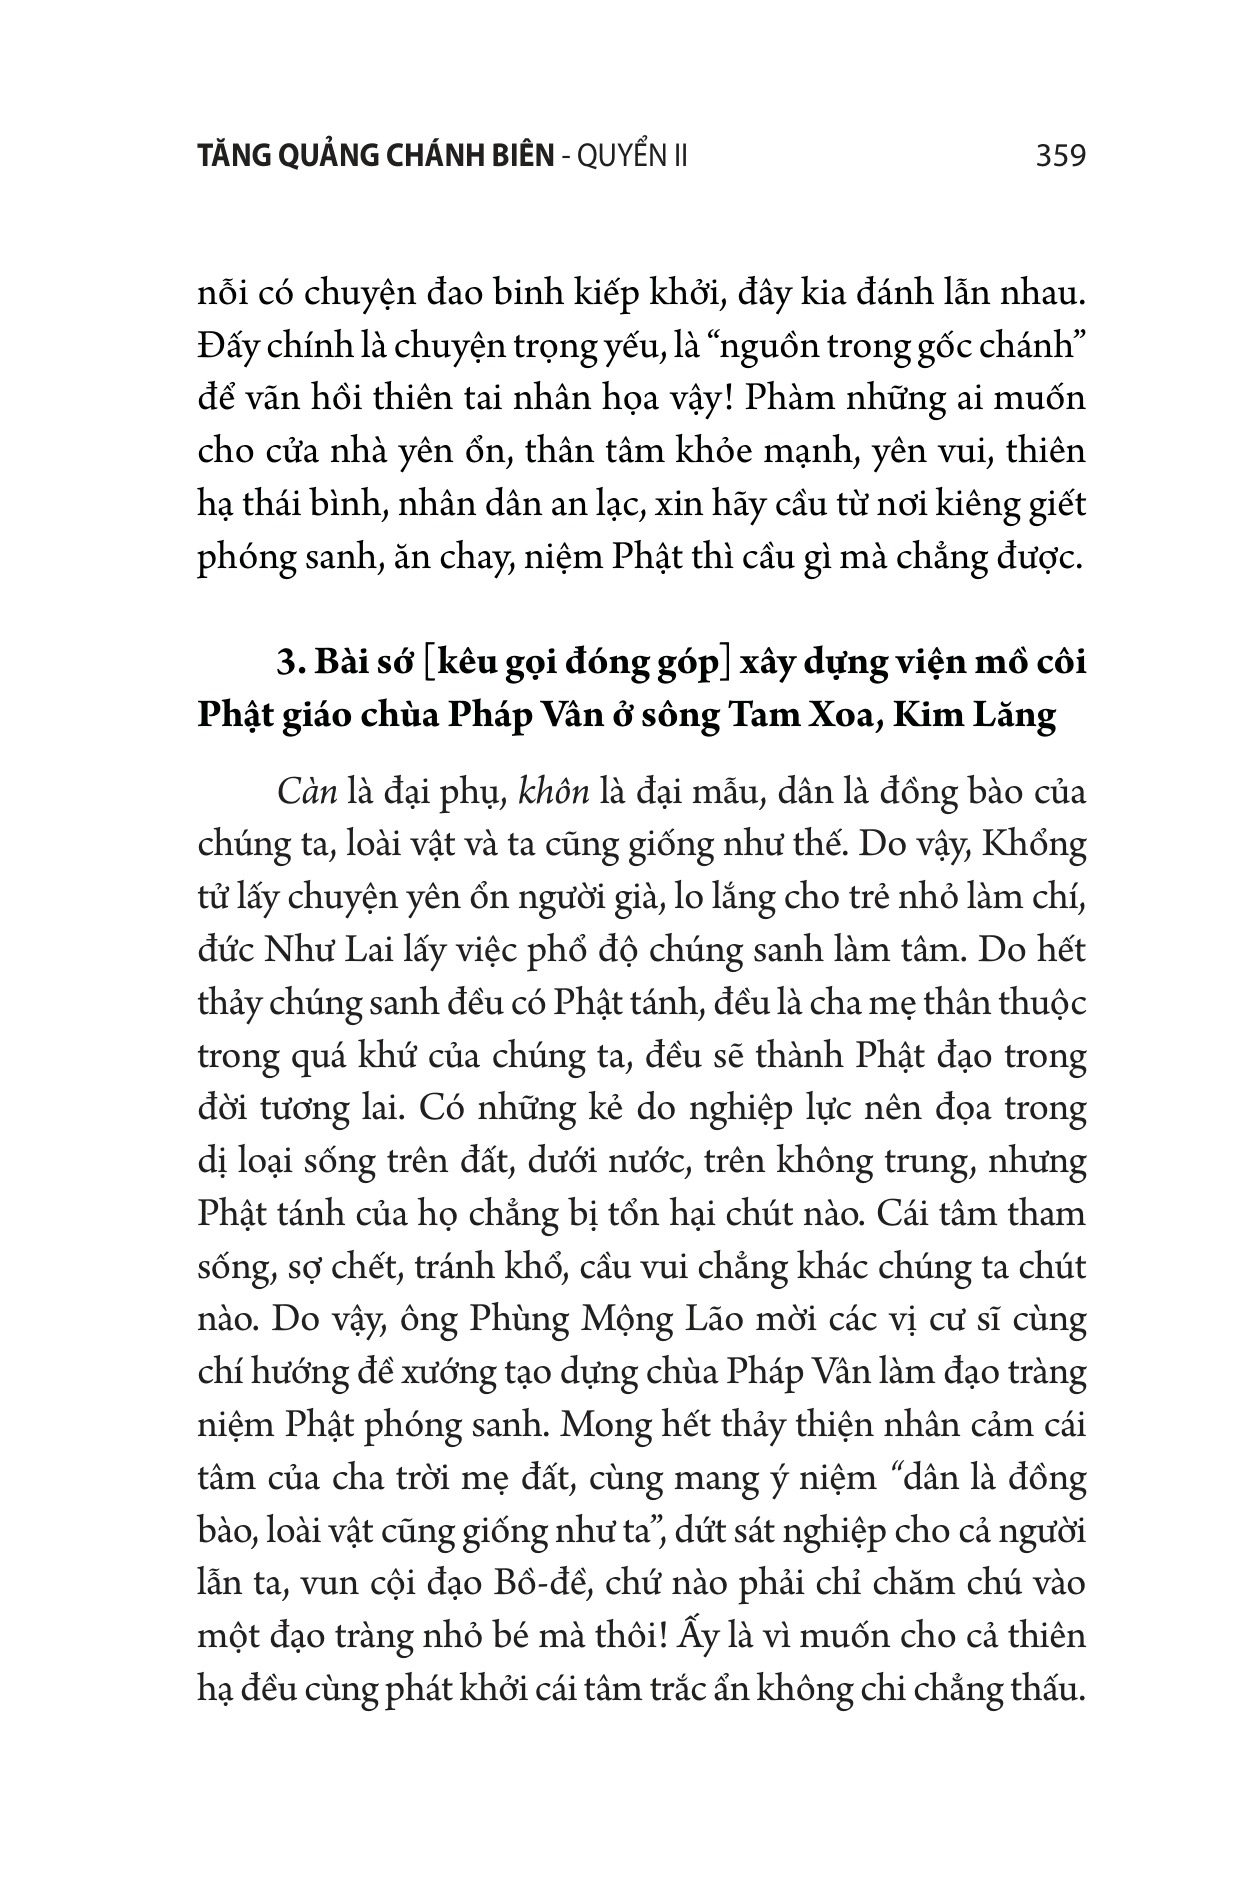 TĂNG QUẢNG CHÁNH BIÊN - QUYỂN II 359
nỗi có chuyện đao binh kiếp khởi, đây kia đánh lẫn nhau.
Đấy chính là chuyện trọng yếu, là “nguồn trong gốc chánh”
để vãn hồi thiên tai nhân họa vậy! Phàm những ai muốn
cho cửa nhà yên ổn, thân tâm khỏe mạnh, yên vui, thiên
hạ thái bình, nhân dân an lạc, xin hãy cầu từ nơi kiêng giết
phóng sanh, ăn chay, niệm Phật thì cầu gì mà chẳng được.
3. Bài sớ [kêu gọi đóng góp] xây dựng viện mồ côi
Phật giáo chùa Pháp Vân ở sông Tam Xoa, Kim Lăng
Càn là đại phụ, khôn là đại mẫu, dân là đồng bào của
chúng ta, loài vật và ta cũng giống như thế. Do vậy, Khổng
tử lấy chuyện yên ổn người già, lo lắng cho trẻ nhỏ làm chí,
đức Như Lai lấy việc phổ độ chúng sanh làm tâm. Do hết
thảy chúng sanh đều có Phật tánh, đều là cha mẹ thân thuộc
trong quá khứ của chúng ta, đều sẽ thành Phật đạo trong
đời tương lai. Có những kẻ do nghiệp lực nên đọa trong
dị loại sống trên đất, dưới nước, trên không trung, nhưng
Phật tánh của họ chẳng bị tổn hại chút nào. Cái tâm tham
sống, sợ chết, tránh khổ, cầu vui chẳng khác chúng ta chút
nào. Do vậy, ông Phùng Mộng Lão mời các vị cư sĩ cùng
chí hướng đề xướng tạo dựng chùa Pháp Vân làm đạo tràng
niệm Phật phóng sanh. Mong hết thảy thiện nhân cảm cái
tâm của cha trời mẹ đất, cùng mang ý niệm “dân là đồng
bào, loài vật cũng giống như ta”, dứt sát nghiệp cho cả người
lẫn ta, vun cội đạo Bồ-đề, chứ nào phải chỉ chăm chú vào
một đạo tràng nhỏ bé mà thôi! Ấy là vì muốn cho cả thiên
hạ đều cùng phát khởi cái tâm trắc ẩn không chi chẳng thấu.